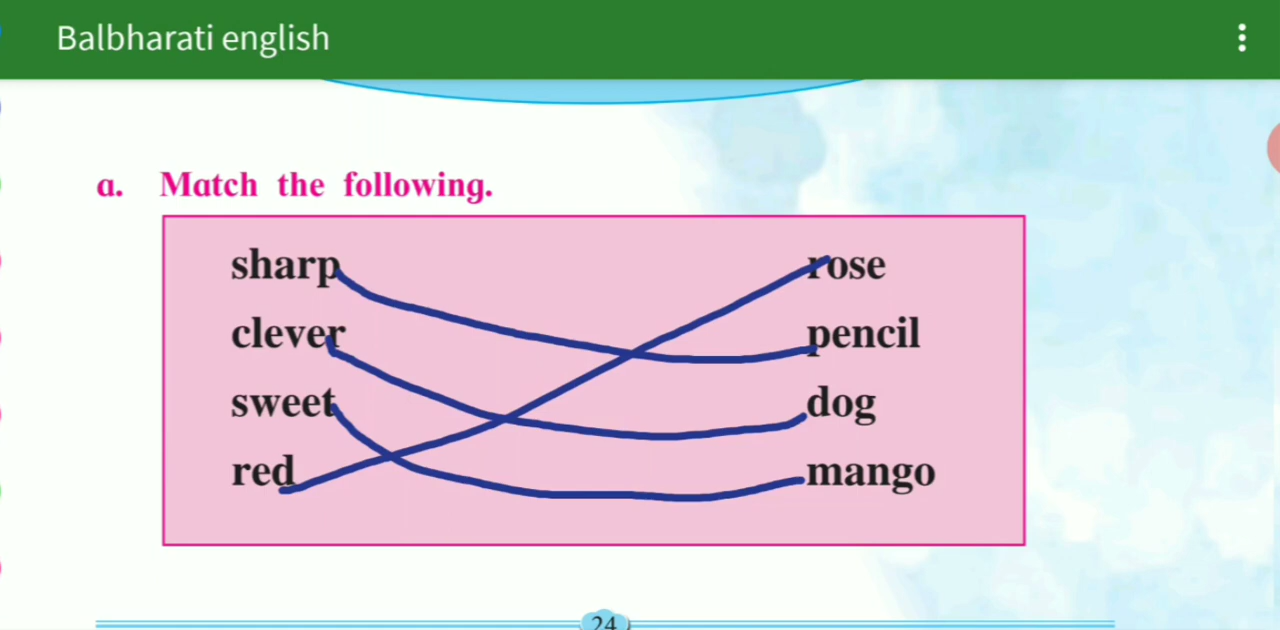 Balbharati english
a. Match the following.
sharp rose
clever pencil
sweet dog
red mango
24